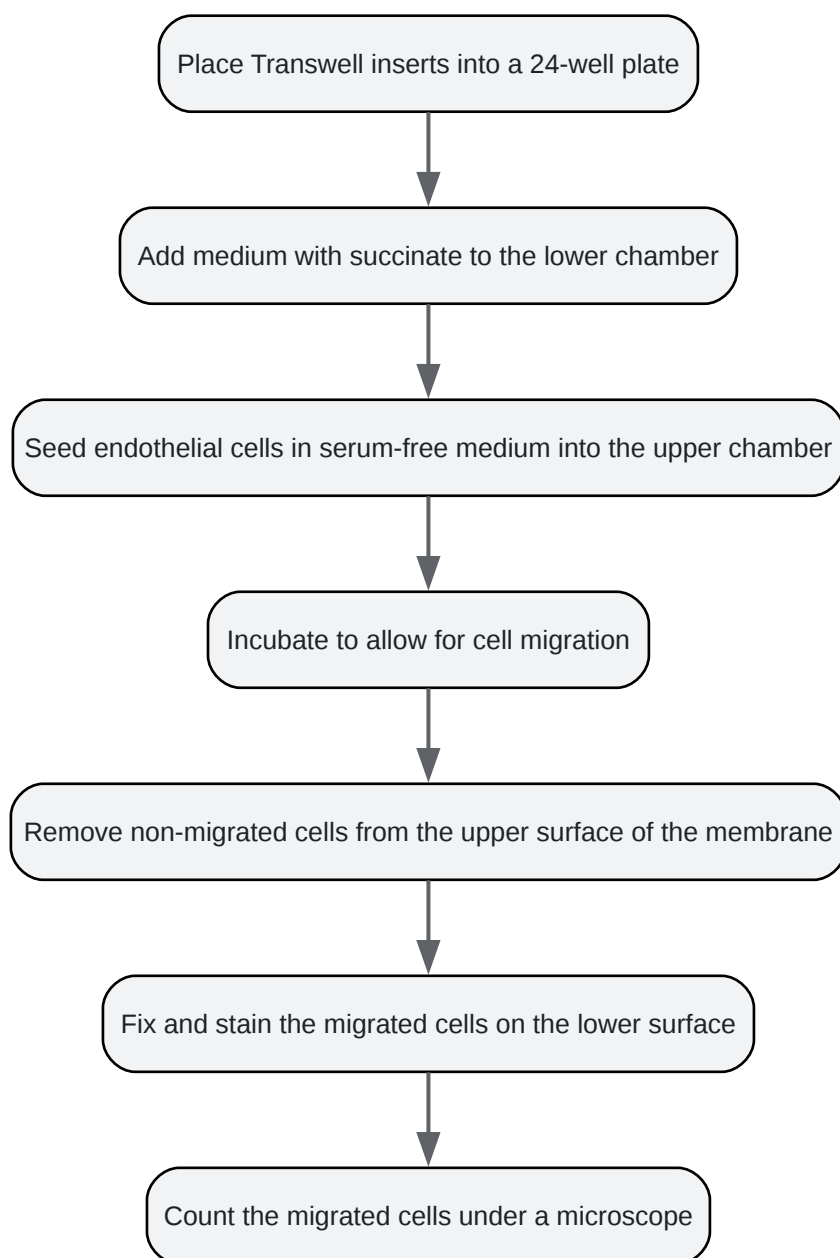 Place Transwell inserts into a 24-well plate
Add medium with succinate to the lower chamber
Seed endothelial cells in serum-free medium into the upper chamber
Incubate to allow for cell migration
Remove non-migrated cells from the upper surface of the membrane
Fix and stain the migrated cells on the lower surface
Count the migrated cells under a microscope